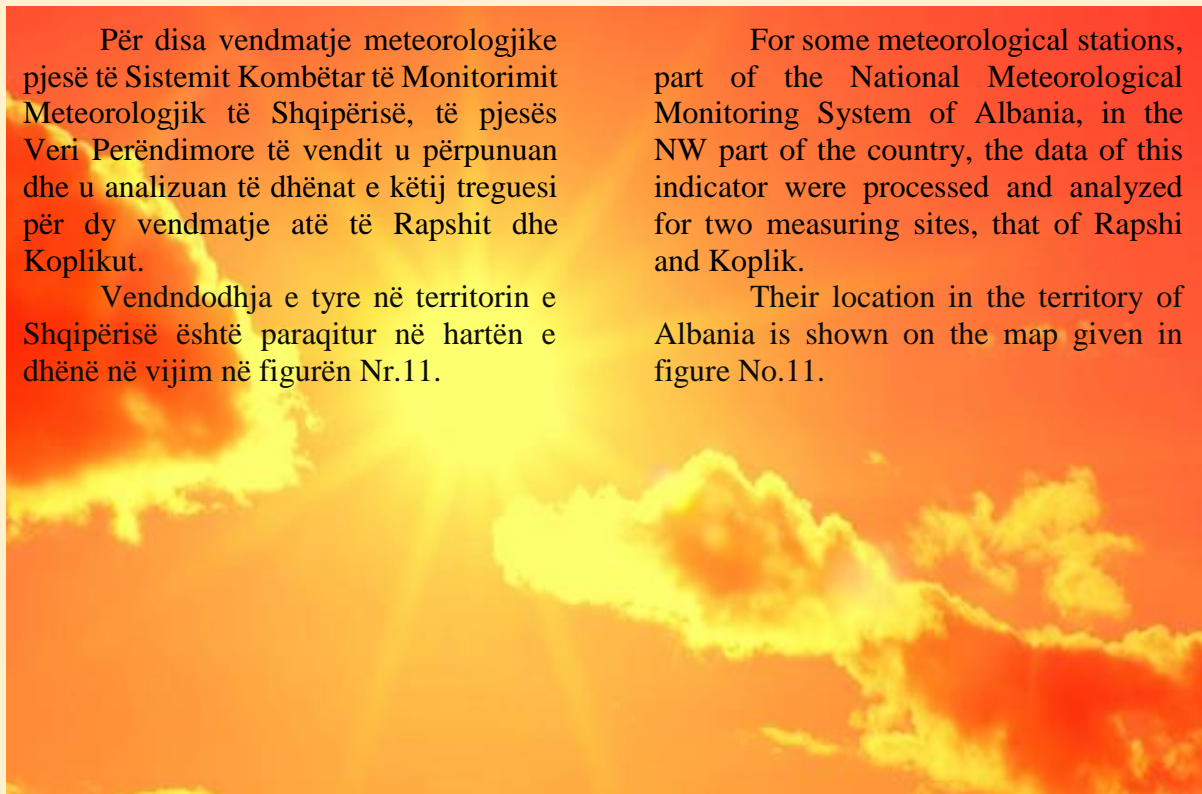 Për disa vendmatje meteorologjike
pjesë të Sistemit Kombëtar të Monitorimit
Meteorologjik të Shqipërisë, të pjesës
Veri Perëndimore të vendit u përpunuan
dhe u analizuan të dhënat e këtij treguesi
për dy vendmatje atë të Rapshit dhe
Koplikut.
Vendndodhja e tyre në territorin e
Shqipërisë është paraqitur në hartën e
dhënë në vijim në figurën Nr.11.
For some meteorological stations,
part of the National Meteorological
Monitoring System of Albania, in the
NW part of the country, the data of this
indicator were processed and analyzed
for two measuring sites, that of Rapshi
and Koplik.
Their location in the territory of
Albania is shown on the map given in
figure No.11.